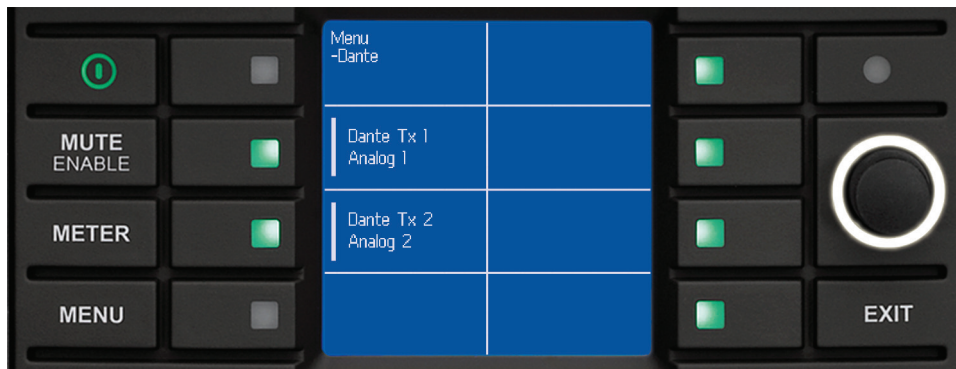 Menu
-Dante
MUTE
ENABLE
Dante Tx 1
Analog 1
METER
Dante Tx 2
Analog 2
MENU
EXIT